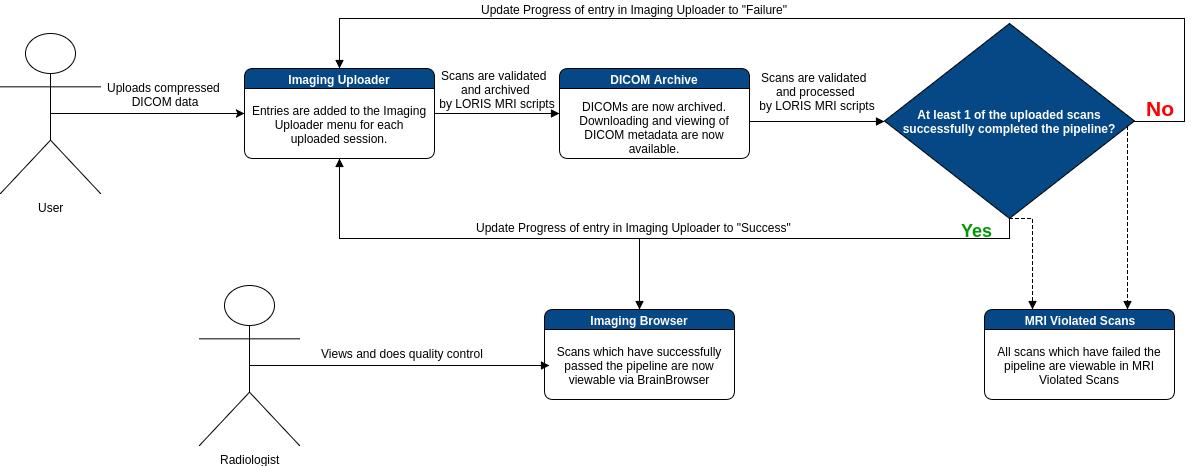 Update Progress of entry in Imaging Uploader to "Failure"
Uploads compressed
DICOM data
User
Imaging Uploader
Entries are added to the Imaging
Uploader menu for each
uploaded session.
Scans are validated
and archived
by LORIS MRI scripts
DICOM Archive
DICOMs are now archived.
Downloading and viewing of
DICOM metadata are now
available.
Scans are validated
and processed
by LORIS MRI scripts
At least 1 of the uploaded scans
successfully completed the pipeline?
No
Yes
Update Progress of entry in Imaging Uploader to "Success"
Radiologist
Views and does quality control
Imaging Browser
Scans which have successfully
passed the pipeline are now
viewable via BrainBrowser
MRI Violated Scans
All scans which have failed the
pipeline are viewable in MRI
Violated Scans